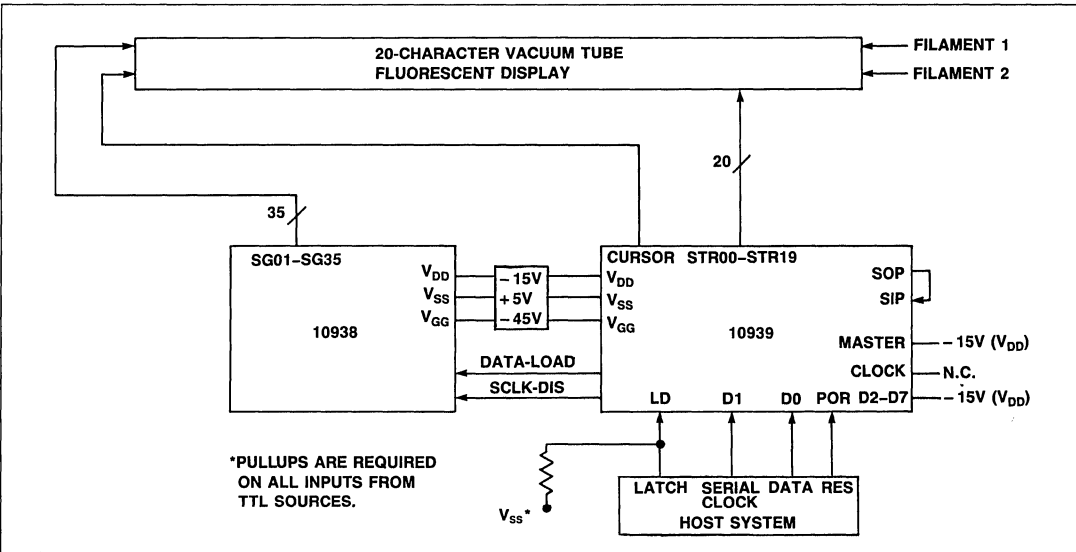 20-CHARACTER VACUUM TUBE
FLUORESCENT DISPLAY
FILAMENT 1
FILAMENT 2
20
35
SG01–SG35
VDD
VSS
VGG
10938
– 15V
+ 5V
– 45V
CURSOR STR00–STR19
VDD
VSS
VGG
10939
SOP
SIP
MASTER
– 15V (VDD)
CLOCK
N.C.
D2–D7
– 15V (VDD)
DATA-LOAD
SCLK-DIS
LD
D1
D0
POR
*PULLUPS ARE REQUIRED
ON ALL INPUTS FROM
TTL SOURCES.
VSS*
LATCH SERIAL DATA RES
CLOCK
HOST SYSTEM